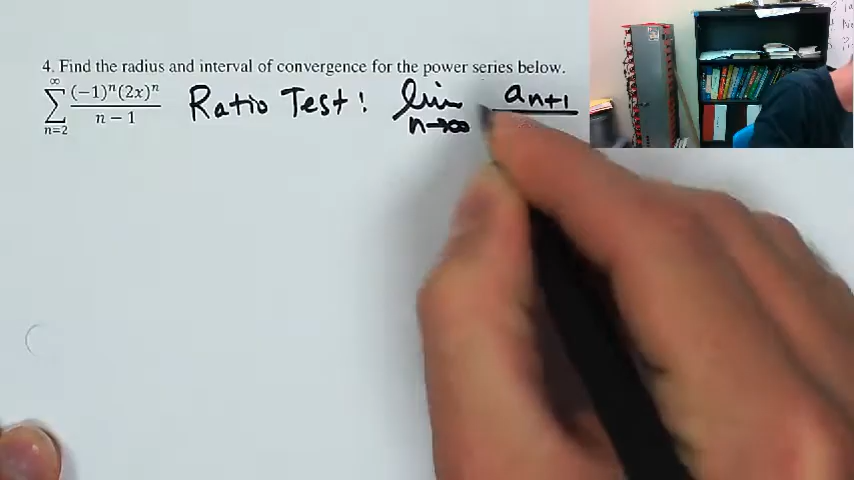 4. Find the radius and interval of convergence for the power series below.
∞
∑ (-1)ⁿ(2x)ⁿ / n − 1 Ratio Test! lim aₙ₊₁
n=2 n→∞